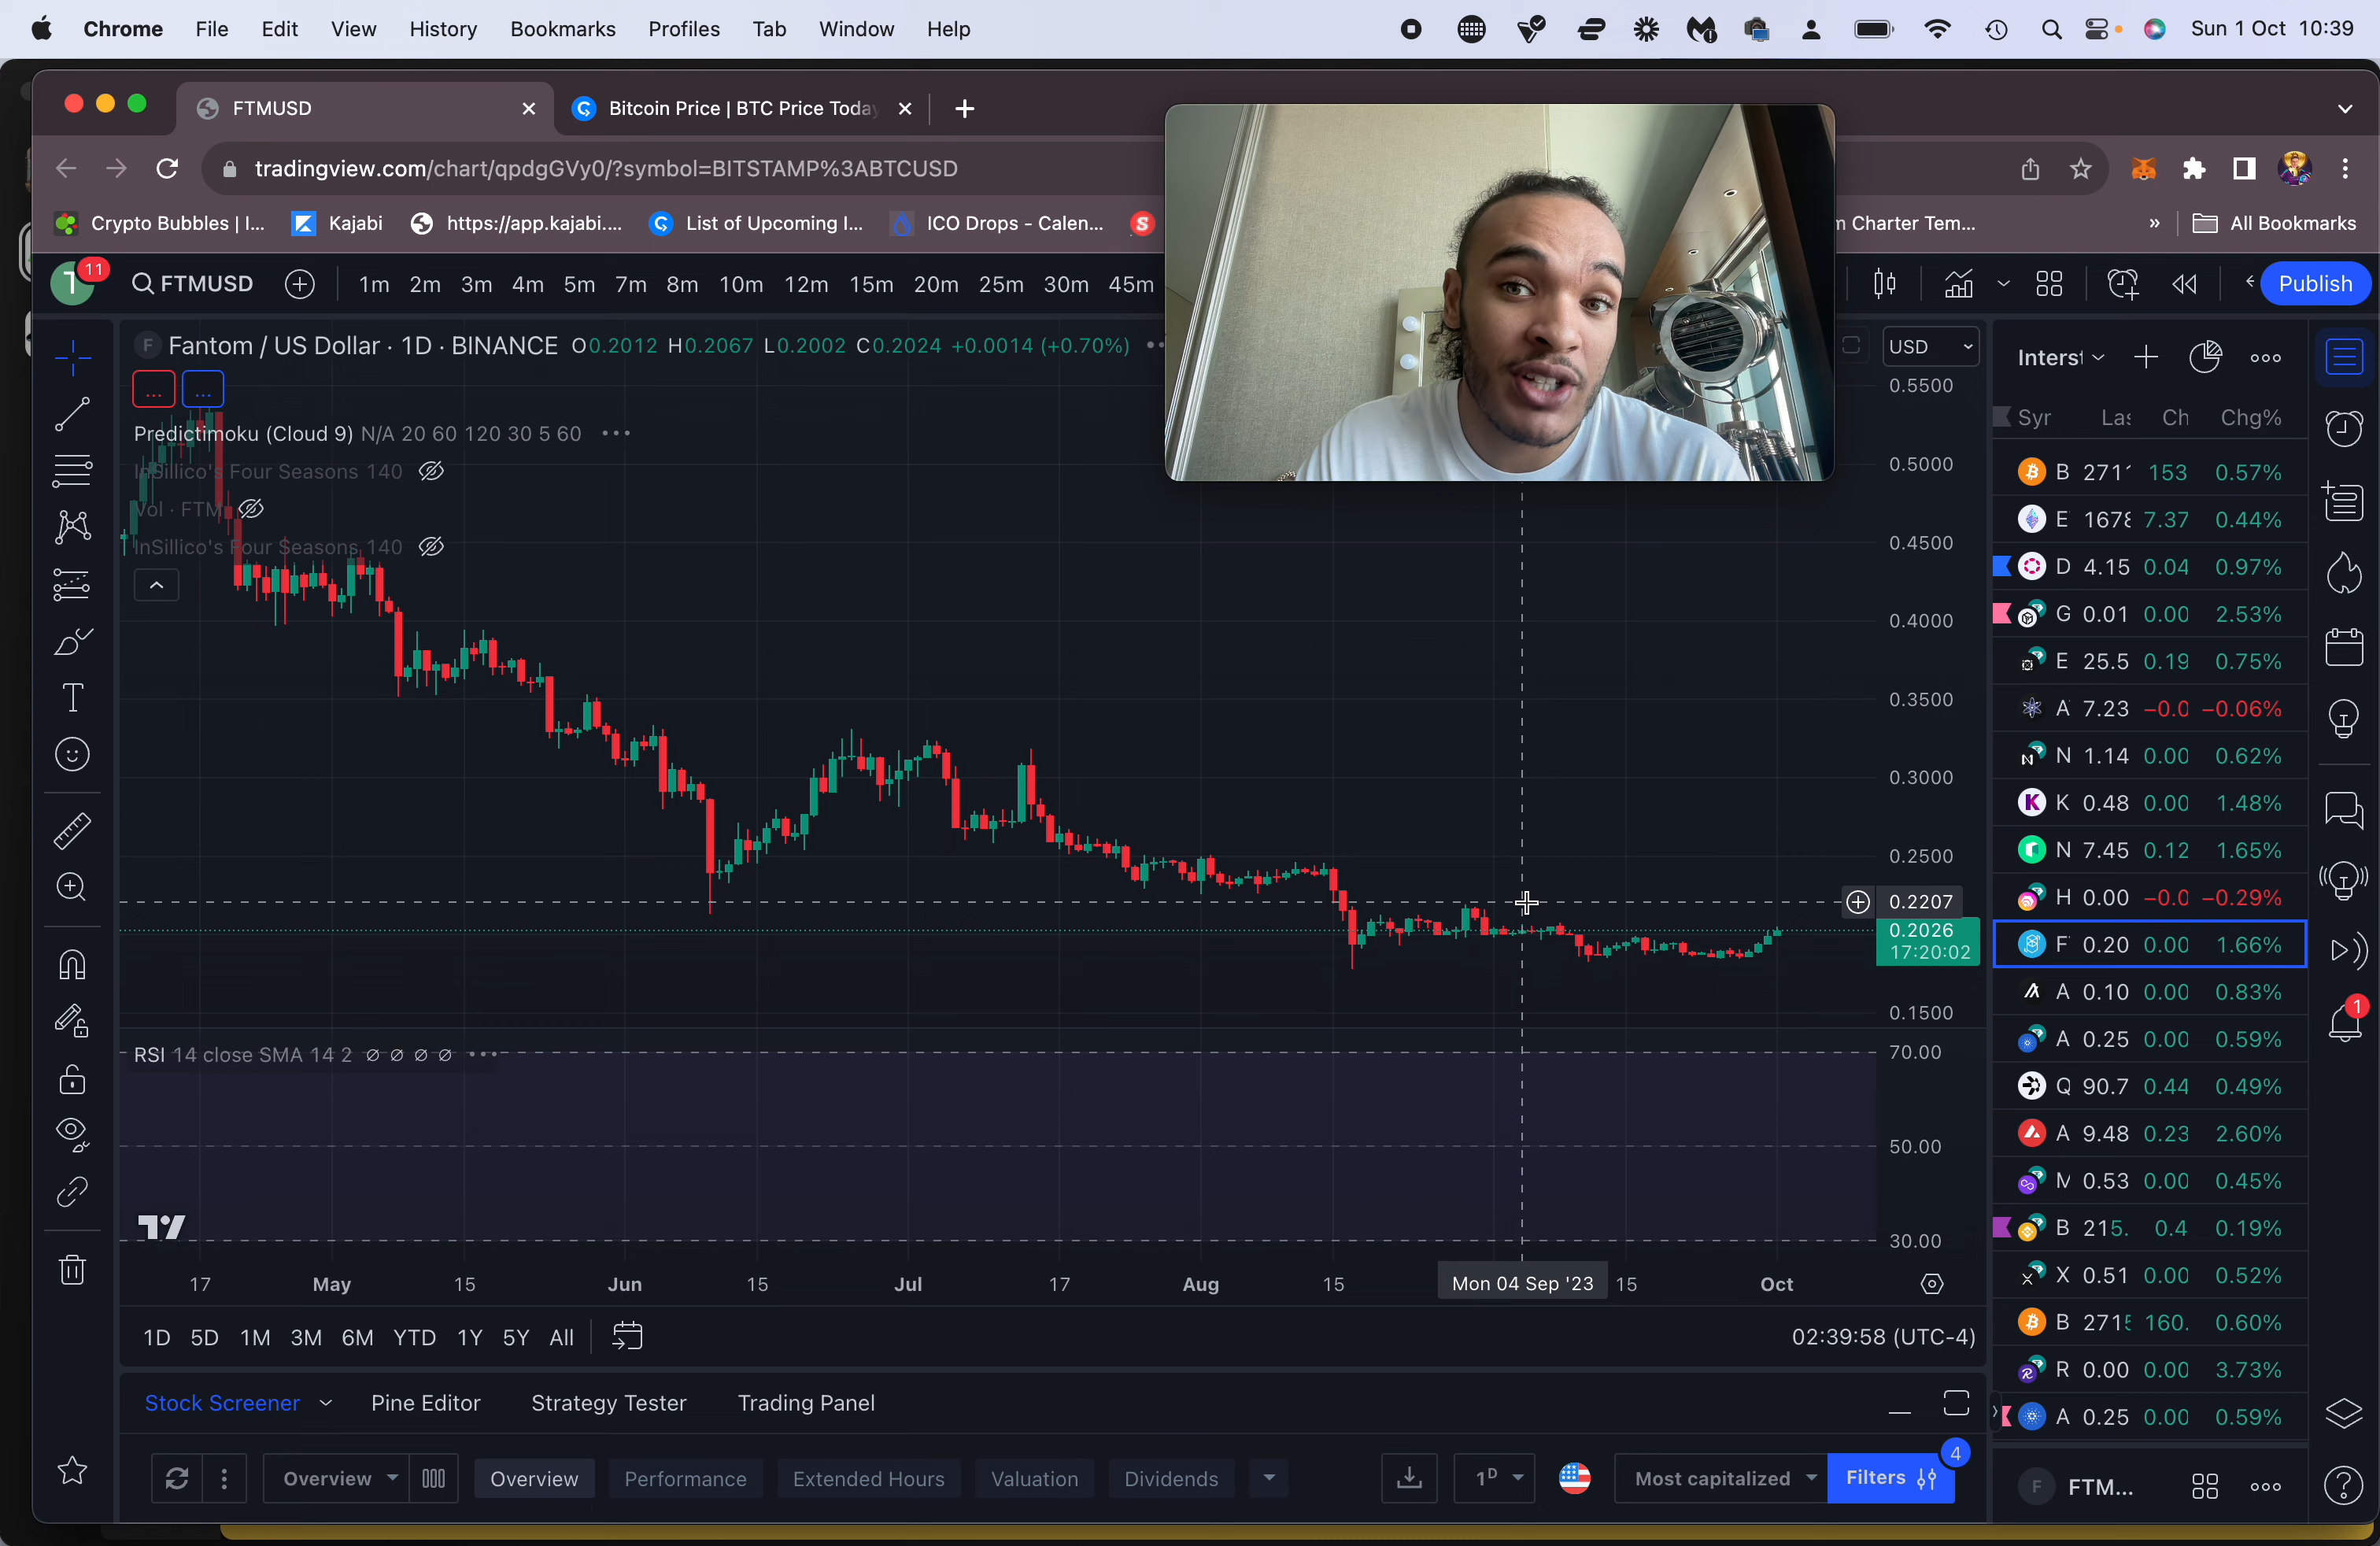 Chrome File Edit View History Bookmarks Profiles Tab Window Help Sun 1 Oct 10:39
FTMUSD Bitcoin Price | BTC Price Today
tradingview.com/chart/qpdgGVy0/?symbol=BITSTAMP%3ABTCUSD
Crypto Bubbles | I... Kajabi https://app.kajabi.... List of Upcoming I... ICO Drops - Calen... S m Charter Tem... » All Bookmarks
11
FTMUSD 1m 2m 3m 4m 5m 7m 8m 10m 12m 15m 20m 25m 30m 45m Publish
F Fantom / US Dollar · 1D · BINANCE O0.2012 H0.2067 L0.2002 C0.2024 +0.0014 (+0.70%)
USD
... ...
Predictimoku (Cloud 9) N/A 20 60 120 30 5 60
InSillico's Four Seasons 140
Vol · FTM
InSillico's Four Seasons 140
0.5500
0.5000
0.4500
0.4000
0.3500
0.3000
0.2500
0.2207
0.2026
17:20:02
0.1500
RSI 14 close SMA 14 2 ∅ ∅ ∅ ∅
70.00
50.00
30.00
17 May 15 Jun 15 Jul 17 Aug 15 Mon 04 Sep '23 15 Oct
1D 5D 1M 3M 6M YTD 1Y 5Y All 02:39:58 (UTC-4)
Stock Screener Pine Editor Strategy Tester Trading Panel
Overview Overview Performance Extended Hours Valuation Dividends 1D Most capitalized Filters 4
Inters
Syr Las Ch Chg%
B 2711 153 0.57%
E 1678 7.37 0.44%
D 4.15 0.04 0.97%
G 0.01 0.00 2.53%
E 25.5 0.19 0.75%
A 7.23 −0.0 −0.06%
N 1.14 0.00 0.62%
K 0.48 0.00 1.48%
N 7.45 0.12 1.65%
H 0.00 −0.0 −0.29%
F 0.20 0.00 1.66%
A 0.10 0.00 0.83%
A 0.25 0.00 0.59%
Q 90.7 0.44 0.49%
A 9.48 0.23 2.60%
M 0.53 0.00 0.45%
B 215. 0.4 0.19%
X 0.51 0.00 0.52%
B 2715 160. 0.60%
R 0.00 0.00 3.73%
A 0.25 0.00 0.59%
F FTM...
1